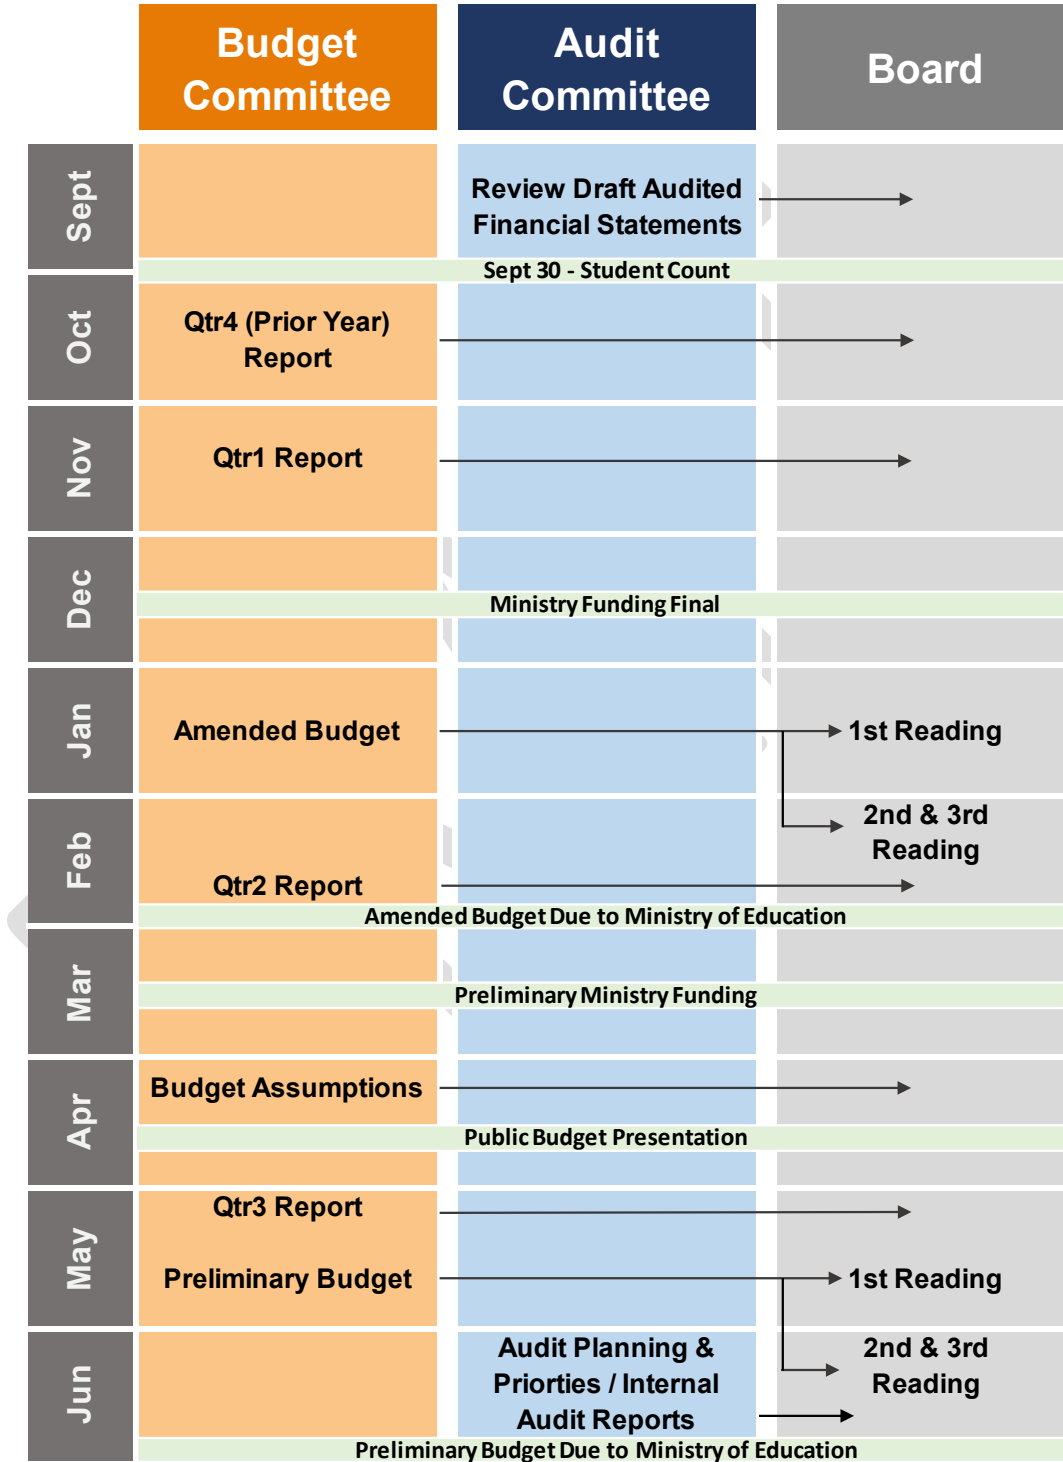 Budget
Committee
Audit
Committee
Board
Sept
Review Draft Audited
Financial Statements
Sept 30 - Student Count
Oct
Qtr4 (Prior Year)
Report
Nov
Qtr1 Report
Dec
Ministry Funding Final
Jan
Amended Budget
1st Reading
Feb
2nd & 3rd
Reading
Qtr2 Report
Amended Budget Due to Ministry of Education
Mar
Preliminary Ministry Funding
Apr
Budget Assumptions
Public Budget Presentation
May
Qtr3 Report
Preliminary Budget
1st Reading
Jun
Audit Planning &
Priorties / Internal
Audit Reports
2nd & 3rd
Reading
Preliminary Budget Due to Ministry of Education